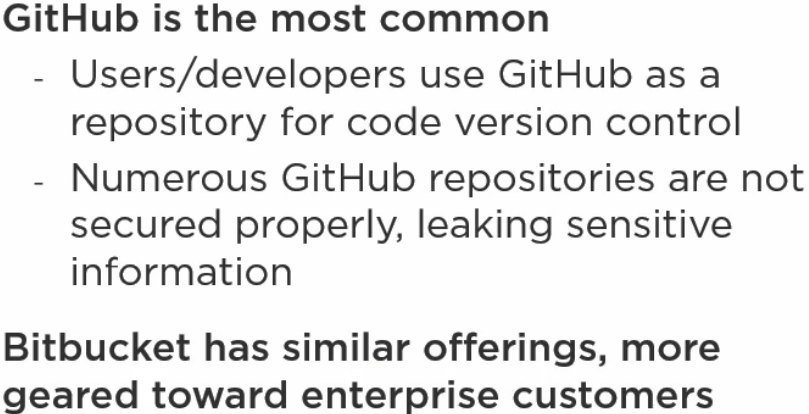 GitHub is the most common
- Users/developers use GitHub as a
repository for code version control
- Numerous GitHub repositories are not
secured properly, leaking sensitive
information
Bitbucket has similar offerings, more
geared toward enterprise customers